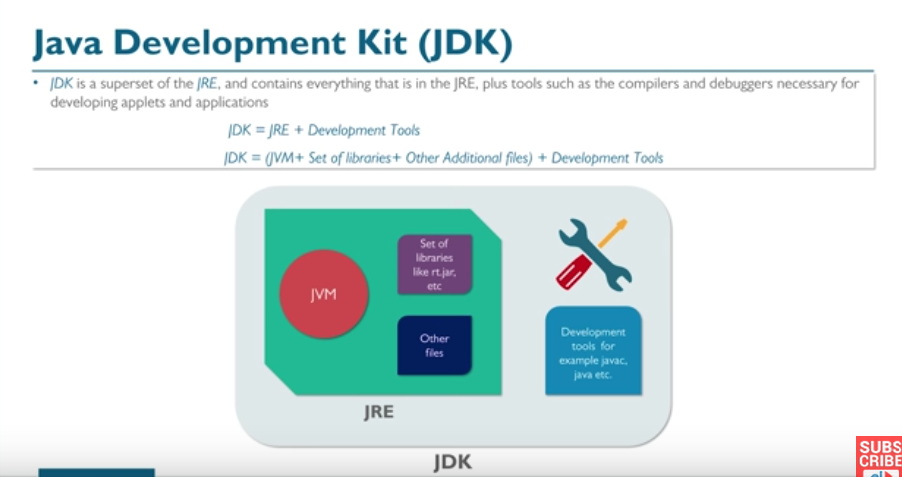 Java Development Kit (JDK)
• JDK is a superset of the JRE, and contains everything that is in the JRE, plus tools such as the compilers and debuggers necessary for
developing applets and applications
JDK = JRE + Development Tools
JDK = (JVM+ Set of libraries+ Other Additional files) + Development Tools
JVM
Set of
libraries
like rt.jar,
etc
Other
files
Development
tools for
example javac,
java etc.
JRE
JDK
SUBS
CRIBE